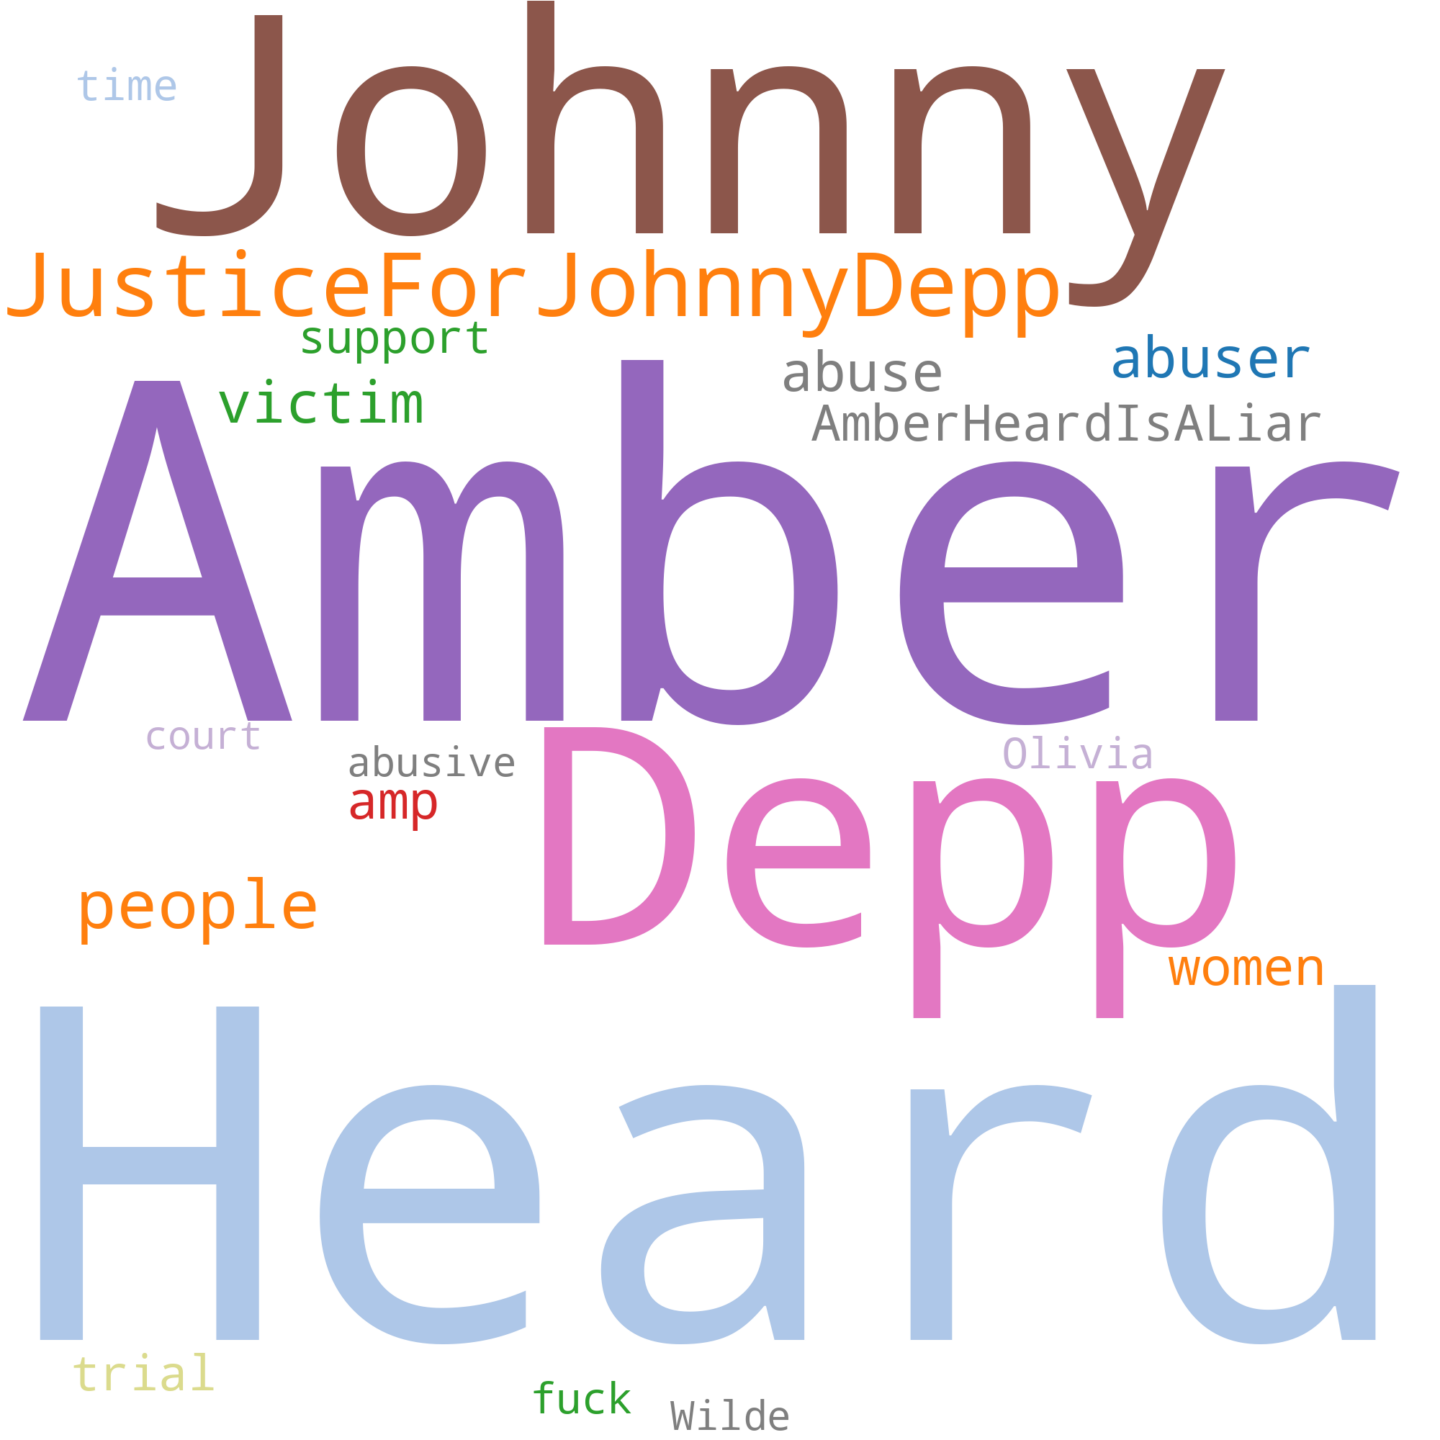 Johnny
time
JusticeForJohnnyDepp
support
abuser
abuse
victim
AmberHeardIsALiar
Amber
court
Olivia
abusive
amp
Depp
people
women
Heard
trial
fuck
Wilde